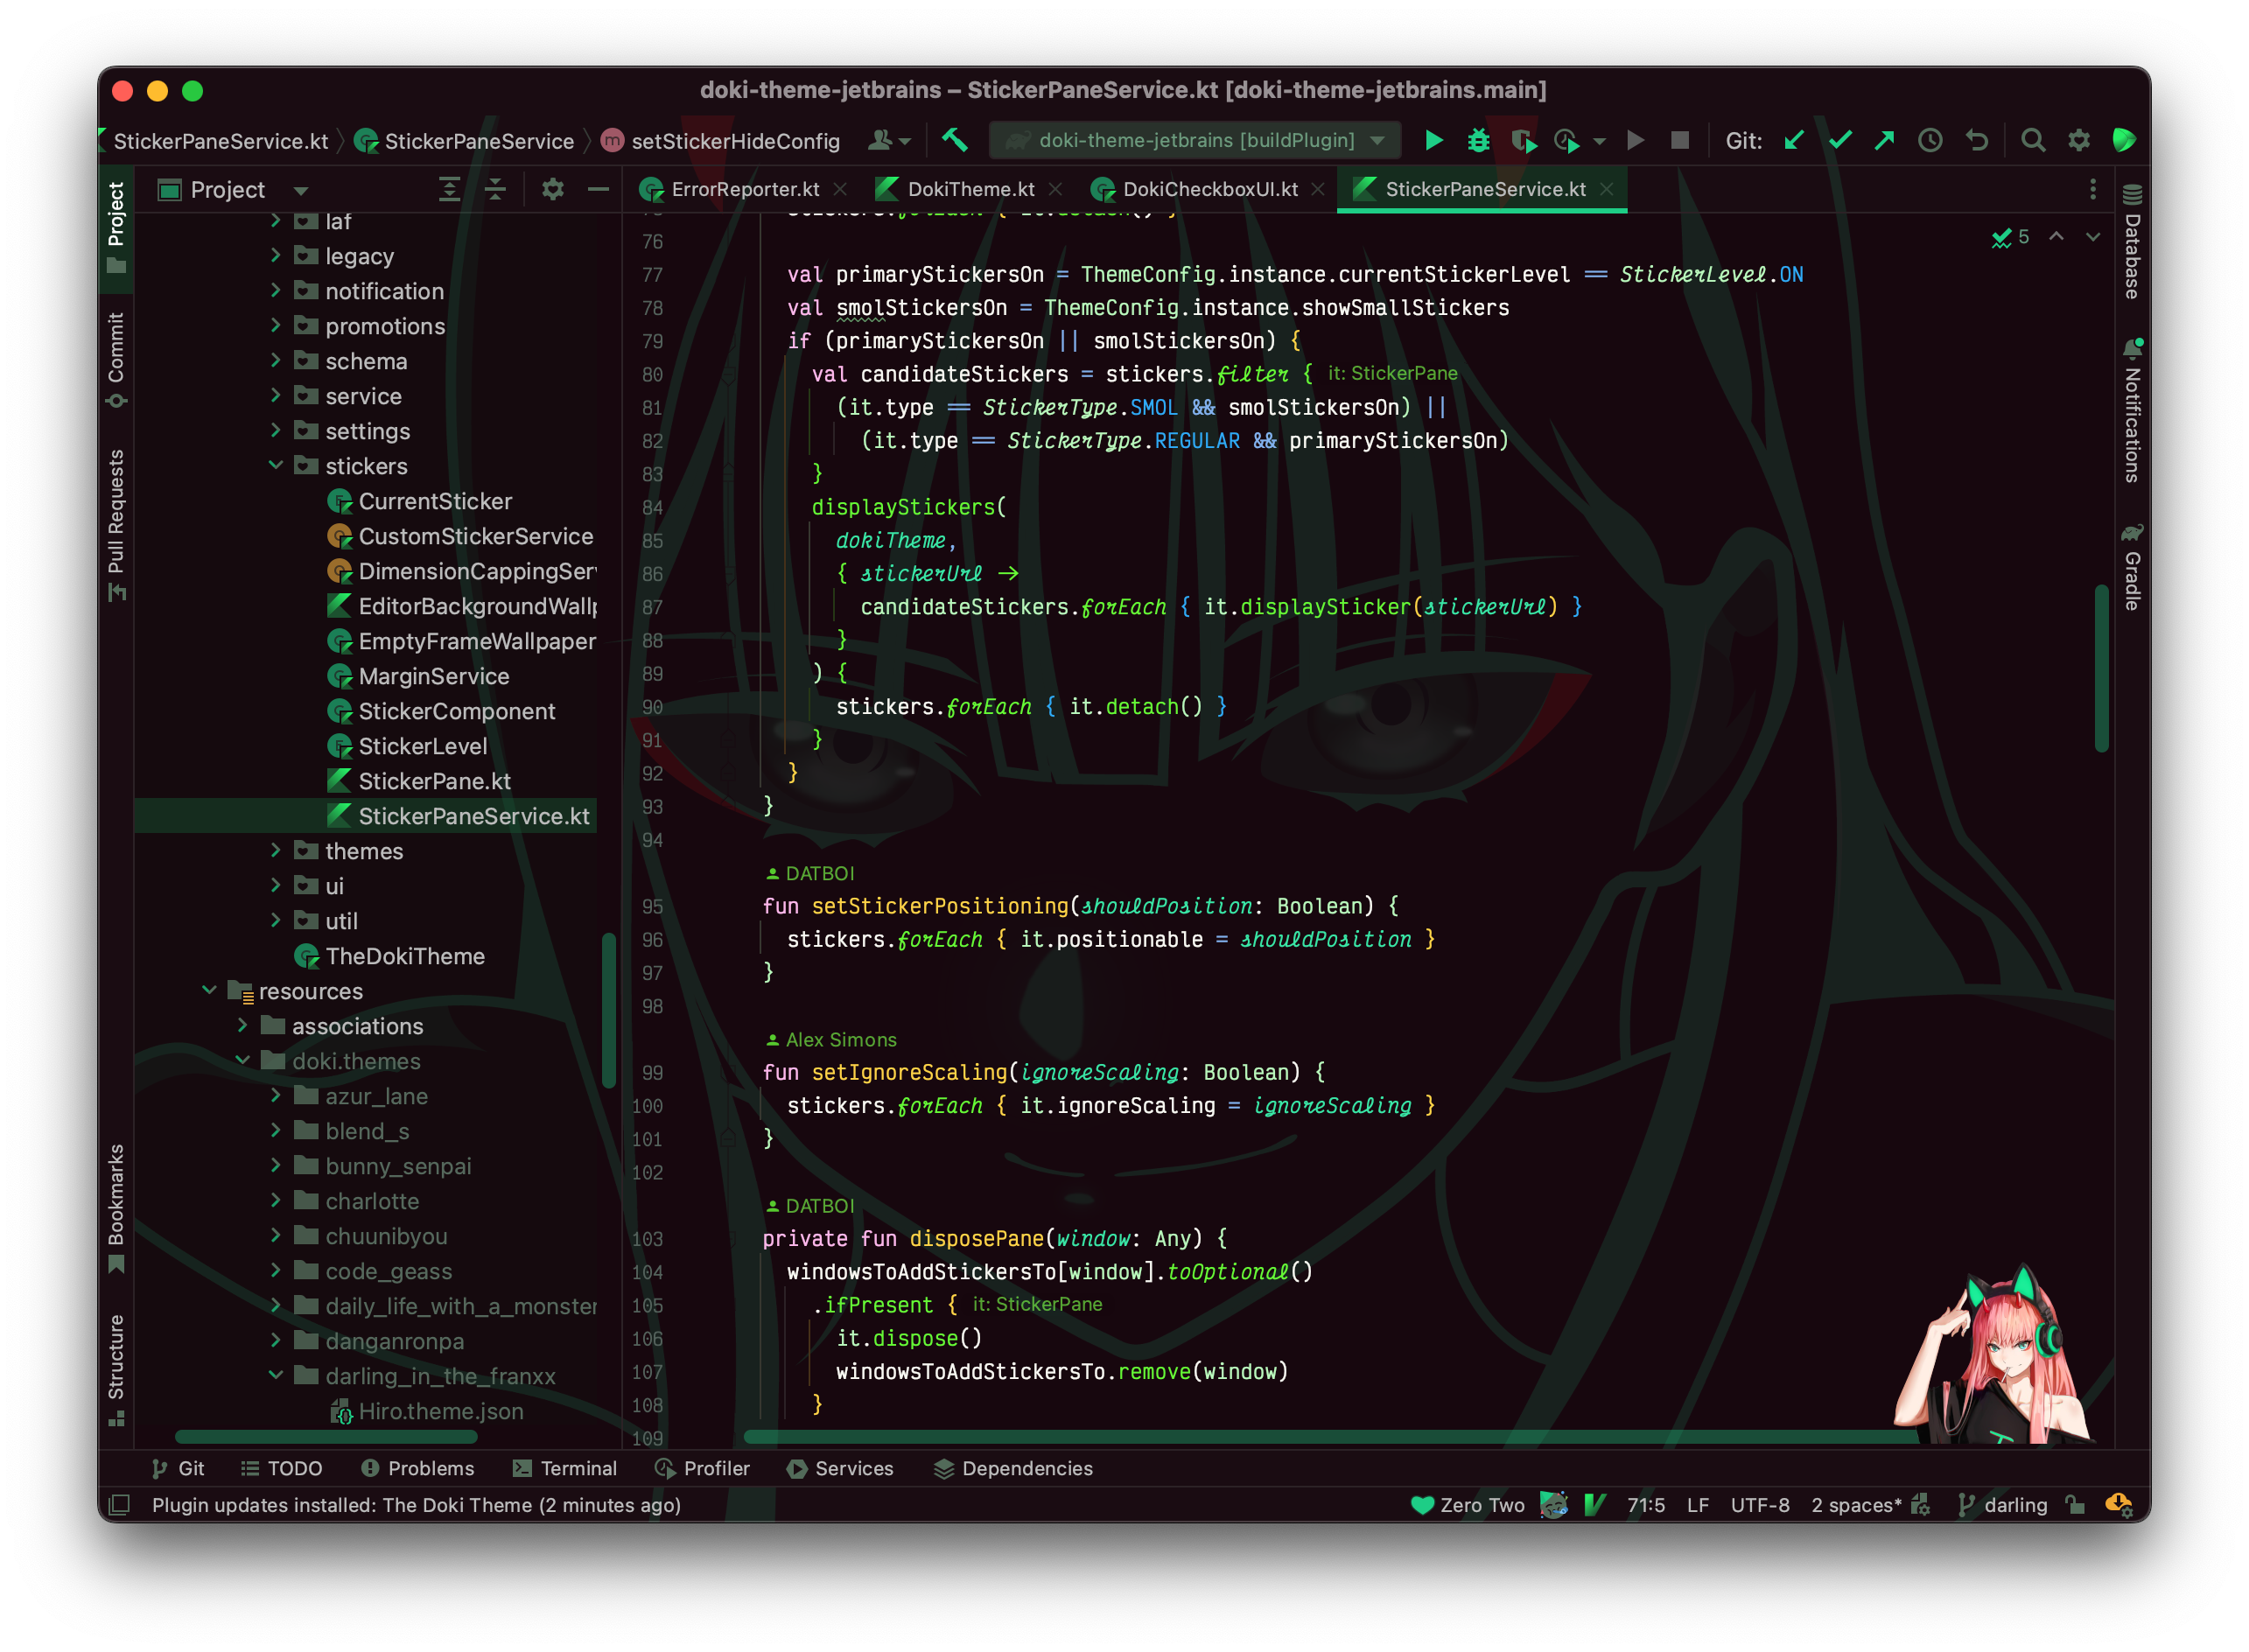 doki-theme-jetbrains – StickerPaneService.kt [doki-theme-jetbrains.main]
StickerPaneService.kt StickerPaneService m setStickerHideConfig doki-theme-jetbrains [buildPlugin] Git:
Project
Commit
Pull Requests
Bookmarks
Structure
Project
laf
legacy
notification
promotions
schema
service
settings
stickers
CurrentSticker
CustomStickerService
DimensionCappingSer
EditorBackgroundWall
EmptyFrameWallpaper
MarginService
StickerComponent
StickerLevel
StickerPane.kt
StickerPaneService.kt
themes
ui
util
TheDokiTheme
resources
associations
doki.themes
azur_lane
blend_s
bunny_senpai
charlotte
chuunibyou
code_geass
daily_life_with_a_monster
danganronpa
darling_in_the_franxx
Hiro.theme.json
ErrorReporter.kt DokiTheme.kt DokiCheckboxUI.kt StickerPaneService.kt
5
76
77 val primaryStickersOn = ThemeConfig.instance.currentStickerLevel == StickerLevel.ON
78 val smolStickersOn = ThemeConfig.instance.showSmallStickers
79 if (primaryStickersOn || smolStickersOn) {
80 val candidateStickers = stickers.filter { it: StickerPane
81 (it.type == StickerType.SMOL && smolStickersOn) ||
82 (it.type == StickerType.REGULAR && primaryStickersOn)
83 }
84 displayStickers(
85 dokiTheme,
86 { stickerUrl ->
87 candidateStickers.forEach { it.displaySticker(stickerUrl) }
88 }
89 ) {
90 stickers.forEach { it.detach() }
91 }
92 }
93 }
94
DATBOI
95 fun setStickerPositioning(shouldPosition: Boolean) {
96 stickers.forEach { it.positionable = shouldPosition }
97 }
98
Alex Simons
99 fun setIgnoreScaling(ignoreScaling: Boolean) {
100 stickers.forEach { it.ignoreScaling = ignoreScaling }
101 }
102
DATBOI
103 private fun disposePane(window: Any) {
104 windowsToAddStickersTo[window].toOptional()
105 .ifPresent { it: StickerPane
106 it.dispose()
107 windowsToAddStickersTo.remove(window)
108 }
109
Database
Notifications
Gradle
Git TODO Problems Terminal Profiler Services Dependencies
Plugin updates installed: The Doki Theme (2 minutes ago) Zero Two 71:5 LF UTF-8 2 spaces* darling